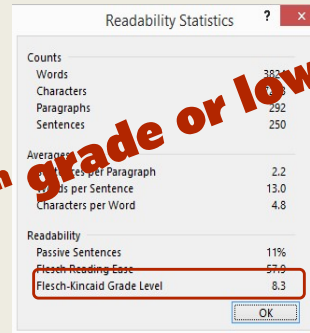 Readability Statistics ? x
Counts
Words
Characters
Paragraphs 292
Sentences 250
Averages
per Paragraph 2.2
per Sentence 13.0
Characters per Word 4.8
Readability
Passive Sentences 11%
Flesch Reading Ease 57.9
Flesch-Kincaid Grade Level 8.3
OK
grade or low